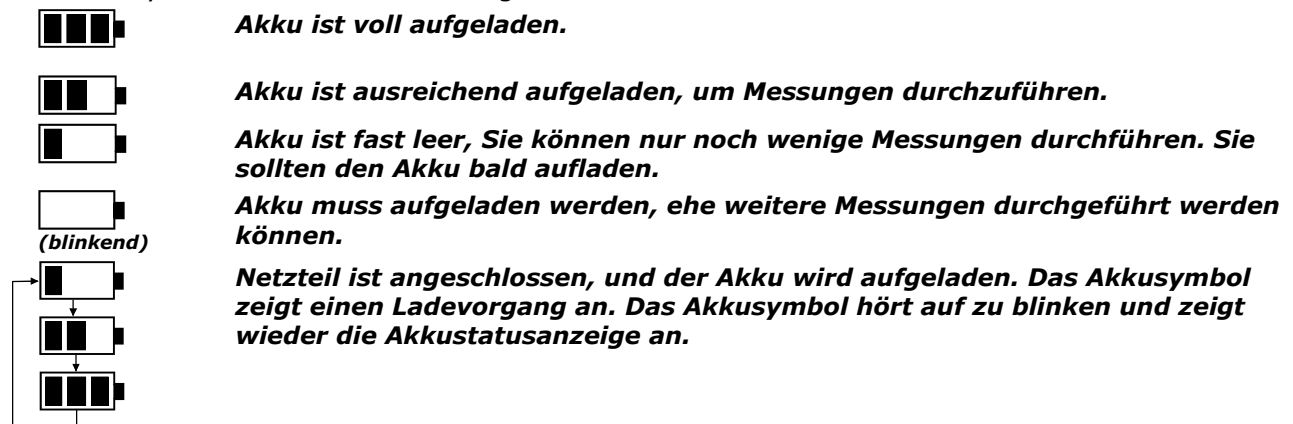 Akku ist voll aufgeladen.
Akku ist ausreichend aufgeladen, um Messungen durchzuführen.
Akku ist fast leer, Sie können nur noch wenige Messungen durchführen. Sie
sollten den Akku bald aufladen.
Akku muss aufgeladen werden, ehe weitere Messungen durchgeführt werden
können.
(blinkend)
Netzteil ist angeschlossen, und der Akku wird aufgeladen. Das Akkusymbol
zeigt einen Ladevorgang an. Das Akkusymbol hört auf zu blinken und zeigt
wieder die Akkustatusanzeige an.